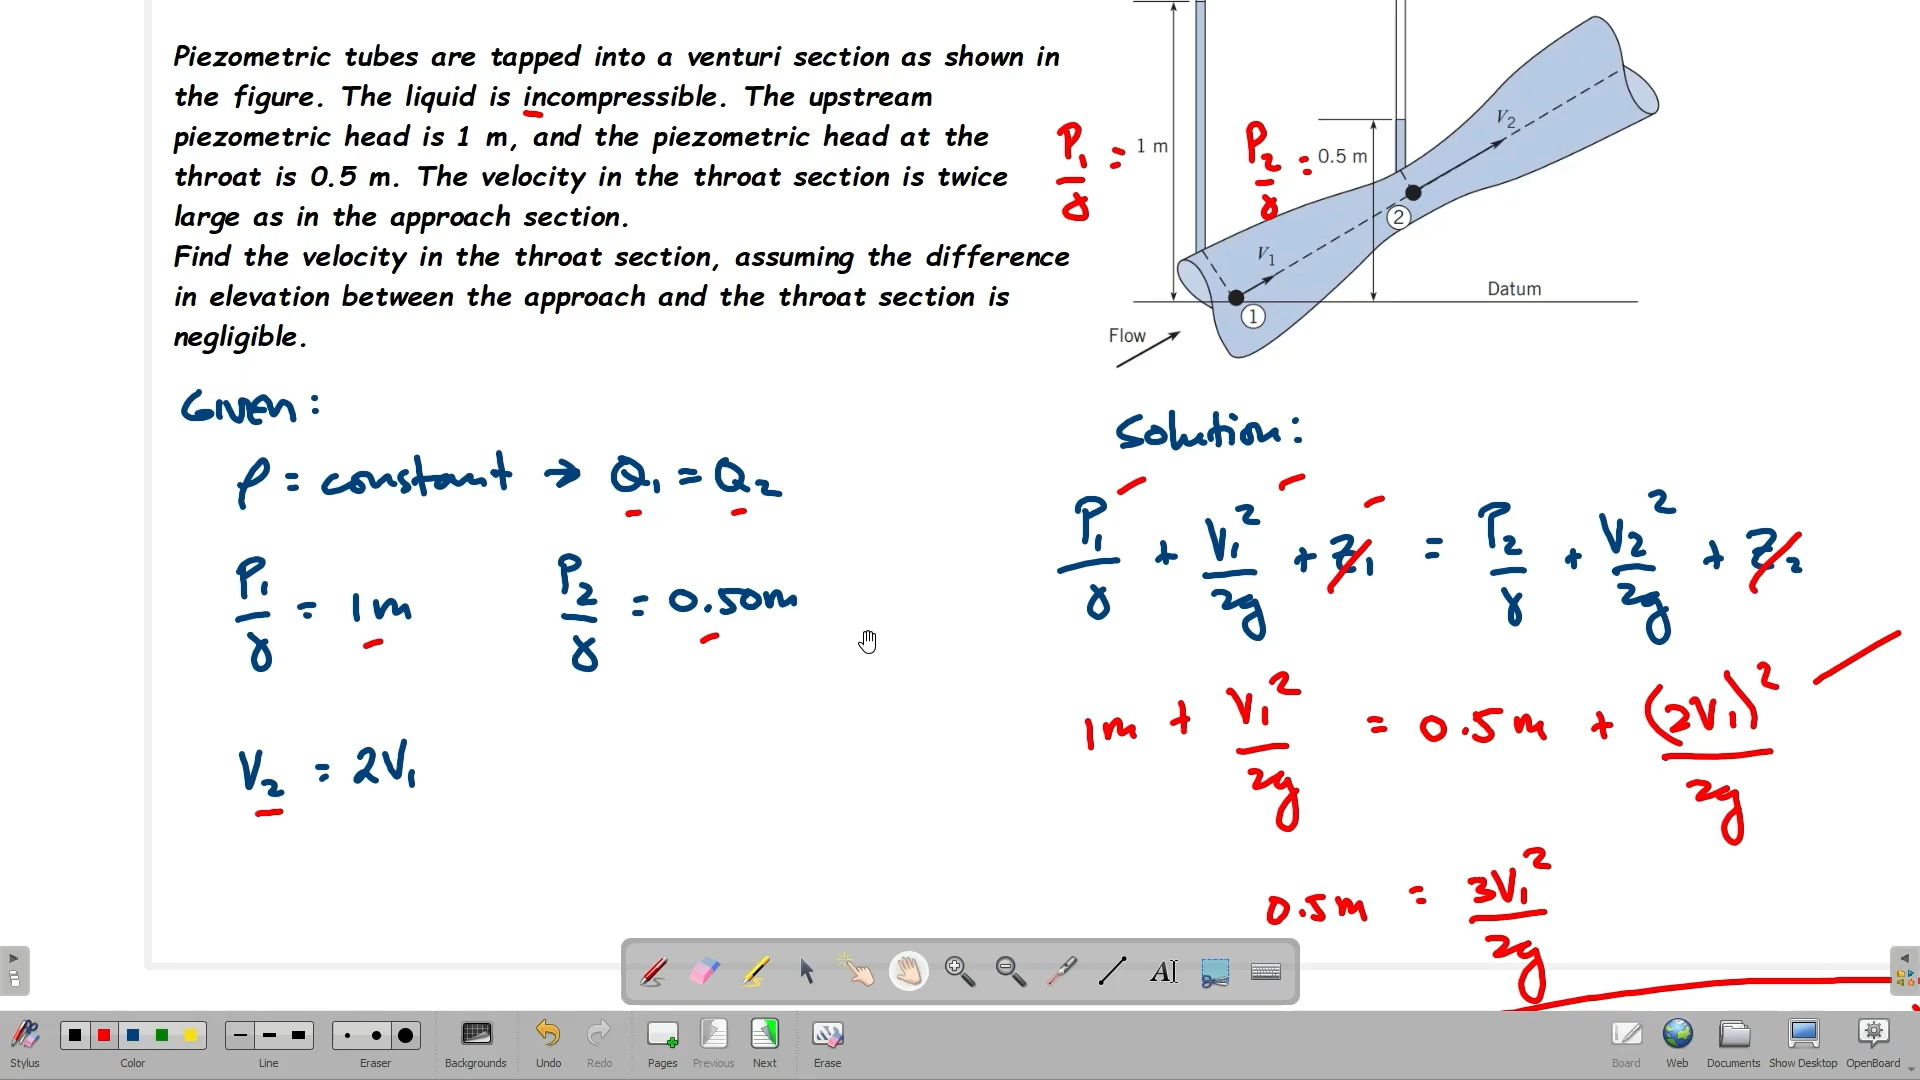 Piezometric tubes are tapped into a venturi section as shown in
the figure. The liquid is incompressible. The upstream
piezometric head is 1 m, and the piezometric head at the
throat is 0.5 m. The velocity in the throat section is twice
large as in the approach section.
Find the velocity in the throat section, assuming the difference
in elevation between the approach and the throat section is
negligible.
P₁/γ = 1 m
P₂/γ = 0.5 m
V₂
②
V₁
①
Datum
Flow
Given:
ρ = constant → Q₁ = Q₂
P₁/γ = 1m P₂/γ = 0.50m
V₂ = 2V₁
Solution:
P₁/γ + V₁²/2g + Z₁ = P₂/γ + V₂²/2g + Z₂
1m + V₁²/2g = 0.5m + (2V₁)²/2g
0.5m = 3V₁²/2g
Stylus Color Line Eraser Backgrounds Undo Redo Pages Previous Next Erase Board Web Documents Show Desktop OpenBoard